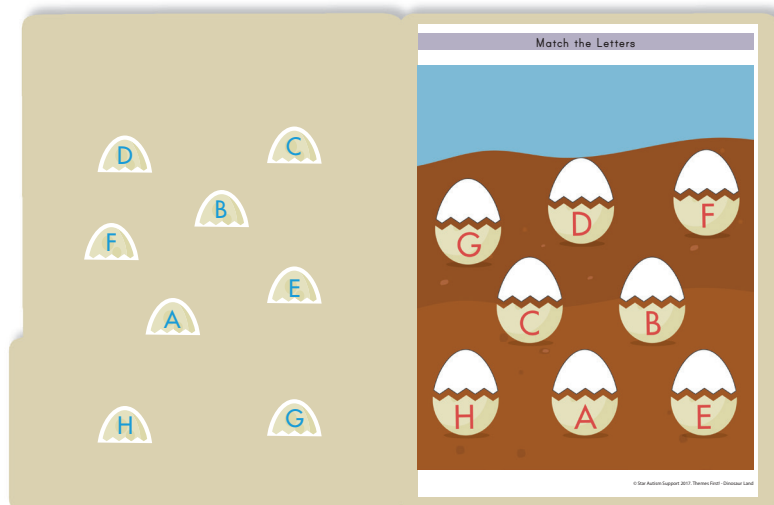 Match the Letters
D
C
B
F
E
A
H
G
G
D
F
C
B
H
A
E
© Star Autism Support 2017. Themes First! - Dinosaur Land